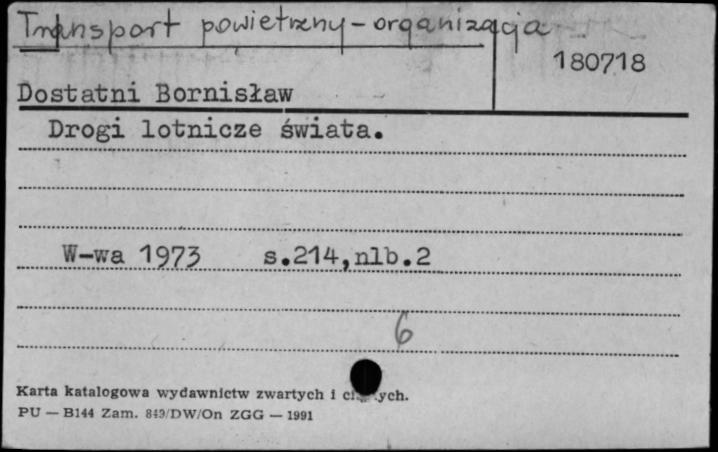 Transport powietrzny - organizacja
180718
Dostatni Bornisław
Drogi lotnicze świata.
W-wa 1973 s.214,nlb.2
6
Karta katalogowa wydawnictw zwartych i
PU — B144 Zam. 849/DW/On ZGG — 1991